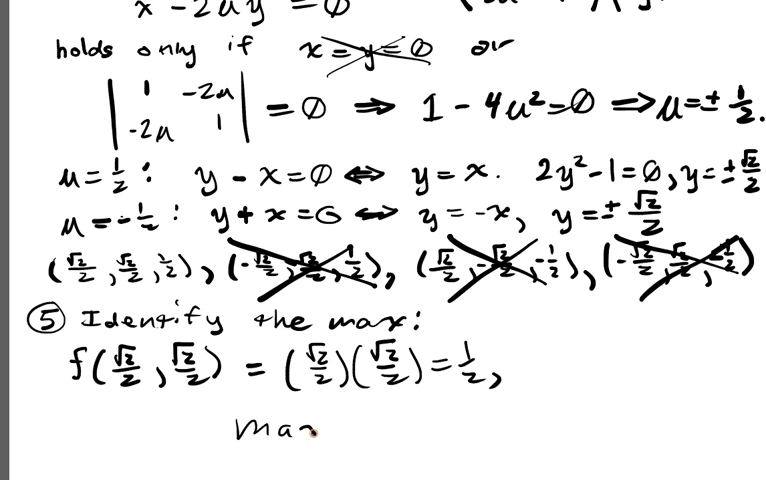 x - 2uy = 0
holds only if x = y = 0 or
| 1 -2u | = 0 ⇒ 1 - 4u² = 0 ⇒ u = ± 1/2.
| -2u 1 |
u = 1/2 : y - x = 0 ⇔ y = x. 2y² - 1 = 0, y = ± √2/2
u = -1/2 : y + x = 0 ⇔ y = -x, y = ± √2/2
(√2/2, √2/2, 1/2), (-√2/2, -√2/2, 1/2), (√2/2, -√2/2, -1/2), (-√2/2, √2/2, -1/2)
⑤ Identify the max:
f(√2/2, √2/2) = (√2/2)(√2/2) = 1/2,
max